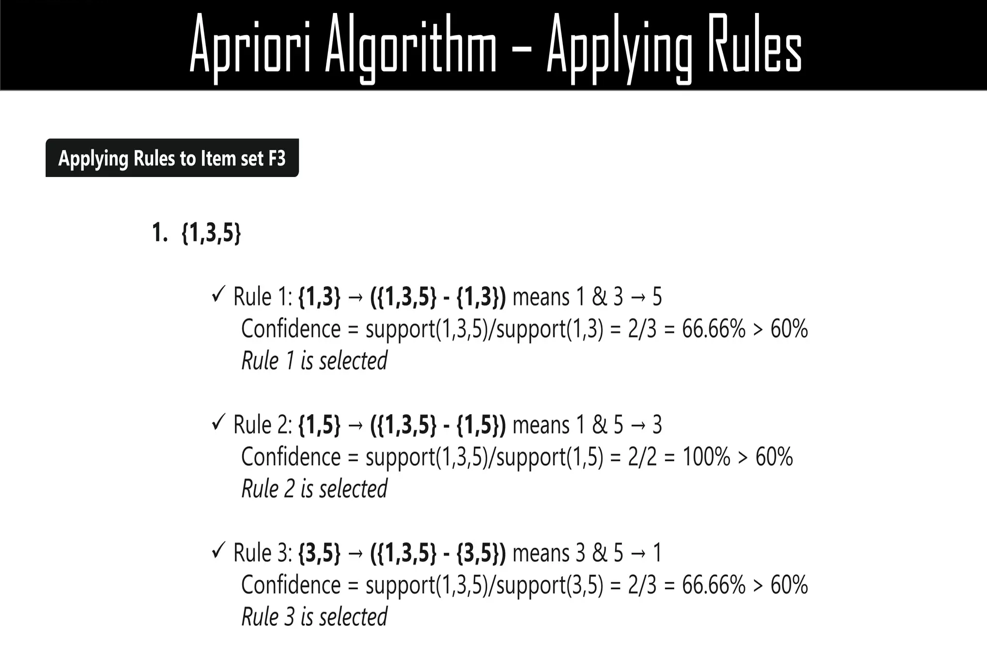 Apriori Algorithm – Applying Rules
Applying Rules to Item set F3
1. {1,3,5}
✓ Rule 1: {1,3} → ({1,3,5} - {1,3}) means 1 & 3 → 5
Confidence = support(1,3,5)/support(1,3) = 2/3 = 66.66% > 60%
Rule 1 is selected
✓ Rule 2: {1,5} → ({1,3,5} - {1,5}) means 1 & 5 → 3
Confidence = support(1,3,5)/support(1,5) = 2/2 = 100% > 60%
Rule 2 is selected
✓ Rule 3: {3,5} → ({1,3,5} - {3,5}) means 3 & 5 → 1
Confidence = support(1,3,5)/support(3,5) = 2/3 = 66.66% > 60%
Rule 3 is selected